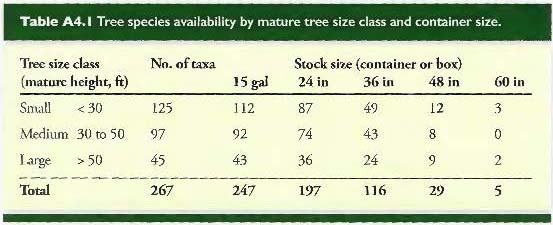 Table A4.1 Tree species availability by mature tree size class and container size.
Tree size class No. of taxa Stock size (container or box)
(mature height, ft) 15 gal 24 in 36 in 48 in 60 in
Small < 30 125 112 87 49 12 3
Medium 30 to 50 97 92 74 43 8 0
Large > 50 45 43 36 24 9 2
Total 267 247 197 116 29 5